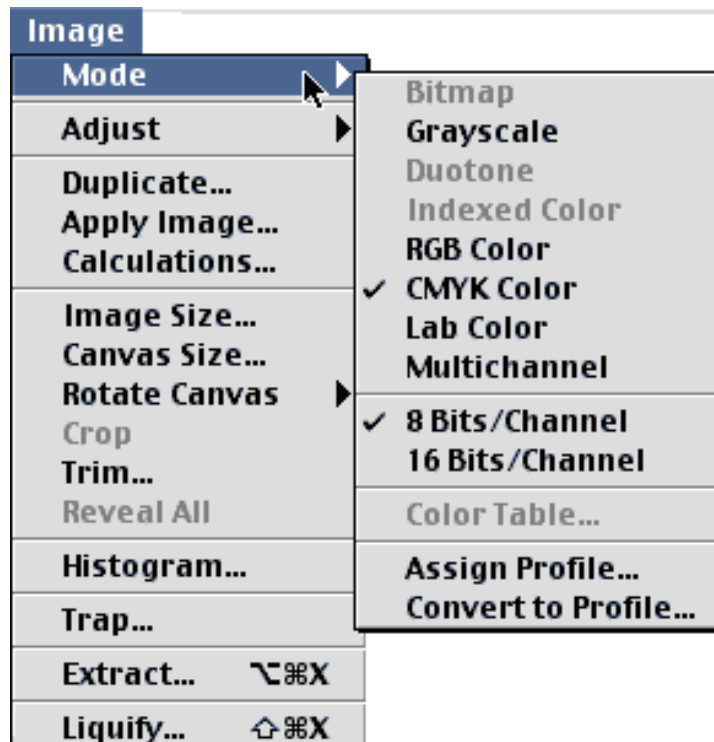 Image
Mode
Adjust
Duplicate...
Apply Image...
Calculations...
Image Size...
Canvas Size...
Rotate Canvas
Crop
Trim...
Reveal All
Histogram...
Trap...
Extract... ⌥⌘X
Liquify... ⇧⌘X
Bitmap
Grayscale
Duotone
Indexed Color
RGB Color
✓ CMYK Color
Lab Color
Multichannel
✓ 8 Bits/Channel
16 Bits/Channel
Color Table...
Assign Profile...
Convert to Profile...